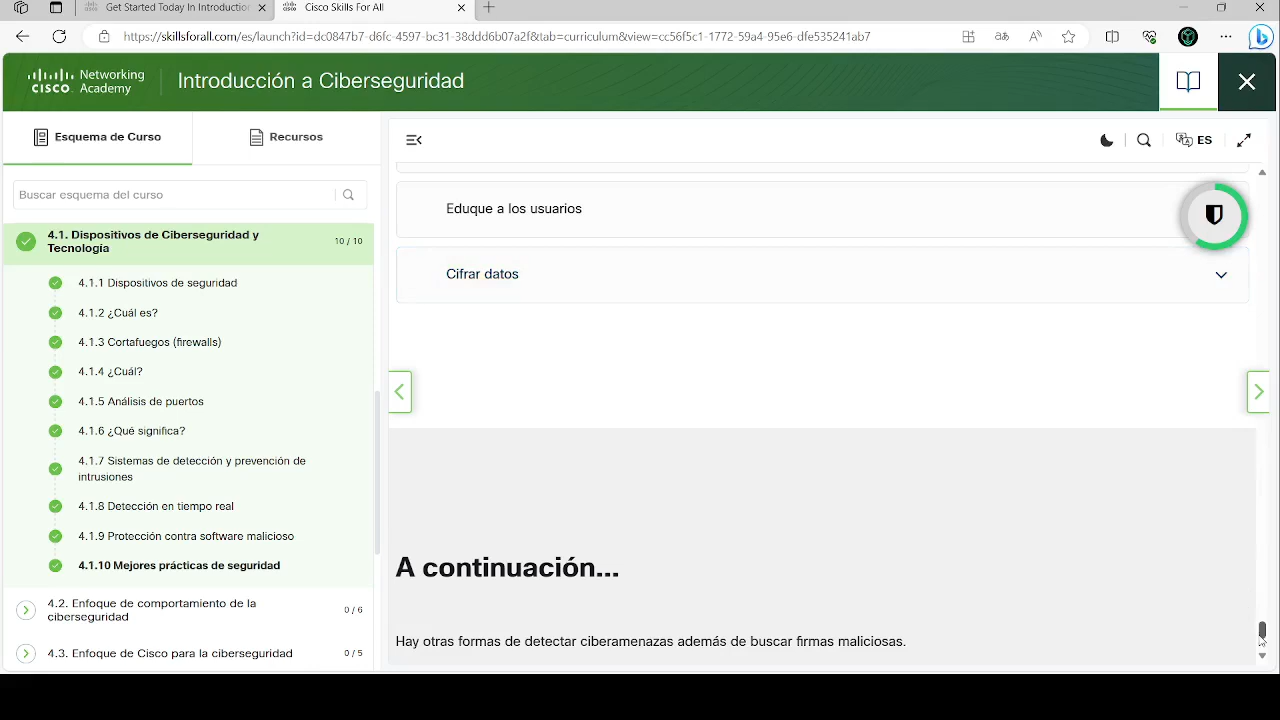 Get Started Today In Introduction
Cisco Skills For All
https://skillsforall.com/es/launch?id=dc0847b7-d6fc-4597-bc31-38ddd6b07a2f&tab=curriculum&view=cc56f5c1-1772-59a4-95e6-dfe535241ab7
CISCO Networking Academy
Introducción a Ciberseguridad
Esquema de Curso
Recursos
ES
Buscar esquema del curso
4.1. Dispositivos de Ciberseguridad y
Tecnología
10 / 10
4.1.1 Dispositivos de seguridad
4.1.2 ¿Cuál es?
4.1.3 Cortafuegos (firewalls)
4.1.4 ¿Cuál?
4.1.5 Análisis de puertos
4.1.6 ¿Qué significa?
4.1.7 Sistemas de detección y prevención de
intrusiones
4.1.8 Detección en tiempo real
4.1.9 Protección contra software malicioso
4.1.10 Mejores prácticas de seguridad
4.2. Enfoque de comportamiento de la
ciberseguridad
0 / 6
4.3. Enfoque de Cisco para la ciberseguridad
0 / 5
Eduque a los usuarios
Cifrar datos
A continuación...
Hay otras formas de detectar ciberamenazas además de buscar firmas maliciosas.